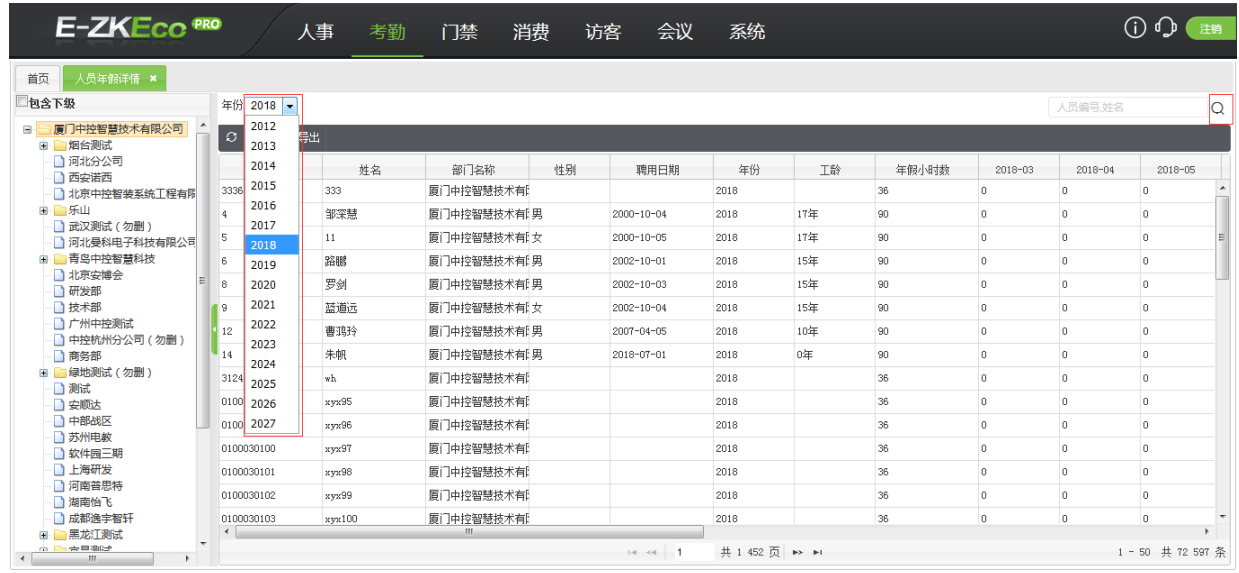 E-ZKEco PRO 人事 考勤 门禁 消费 访客 会议 系统 注销
首页 人员年假详情
包含下级
年份 2018 人员编号,姓名
厦门中控智慧技术有限公司
烟台测试
河北分公司
西安诺西
北京中控智装系统工程有限
乐山
武汉测试(勿删)
河北曼科电子科技有限公司
青岛中控智慧科技
北京安博会
研发部
技术部
广州中控测试
中控杭州分公司(勿删)
商务部
绿地测试(勿删)
测试
安顺达
中部战区
苏州电教
软件园三期
上海研发
河南普思特
湖南怡飞
成都逸宇智轩
黑龙江测试
2012
2013
2014
2015
2016
2017
2018
2019
2020
2021
2022
2023
2024
2025
2026
2027
导出
姓名 部门名称 性别 聘用日期 年份 工龄 年假小时数 2018-03 2018-04 2018-05
3336 333 厦门中控智慧技术有限 2018 36 0 0 0
4 邹深慧 厦门中控智慧技术有限 男 2000-10-04 2018 17年 90 0 0 0
5 11 厦门中控智慧技术有限 女 2000-10-05 2018 17年 90 0 0 0
6 路鹏 厦门中控智慧技术有限 男 2002-10-01 2018 15年 90 0 0 0
8 罗剑 厦门中控智慧技术有限 男 2002-10-03 2018 15年 90 0 0 0
9 蓝道远 厦门中控智慧技术有限 女 2002-10-04 2018 15年 90 0 0 0
12 曹鸿玲 厦门中控智慧技术有限 男 2007-04-05 2018 10年 90 0 0 0
14 朱帆 厦门中控智慧技术有限 男 2018-07-01 2018 0年 90 0 0 0
3124 wh 厦门中控智慧技术有限 2018 36 0 0 0
0100 xyx95 厦门中控智慧技术有限 2018 36 0 0 0
0100 xyx96 厦门中控智慧技术有限 2018 36 0 0 0
0100030100 xyx97 厦门中控智慧技术有限 2018 36 0 0 0
0100030101 xyx98 厦门中控智慧技术有限 2018 36 0 0 0
0100030102 xyx99 厦门中控智慧技术有限 2018 36 0 0 0
0100030103 xyx100 厦门中控智慧技术有限 2018 36 0 0 0
1 共 1 452 页 1 - 50 共 72 597 条